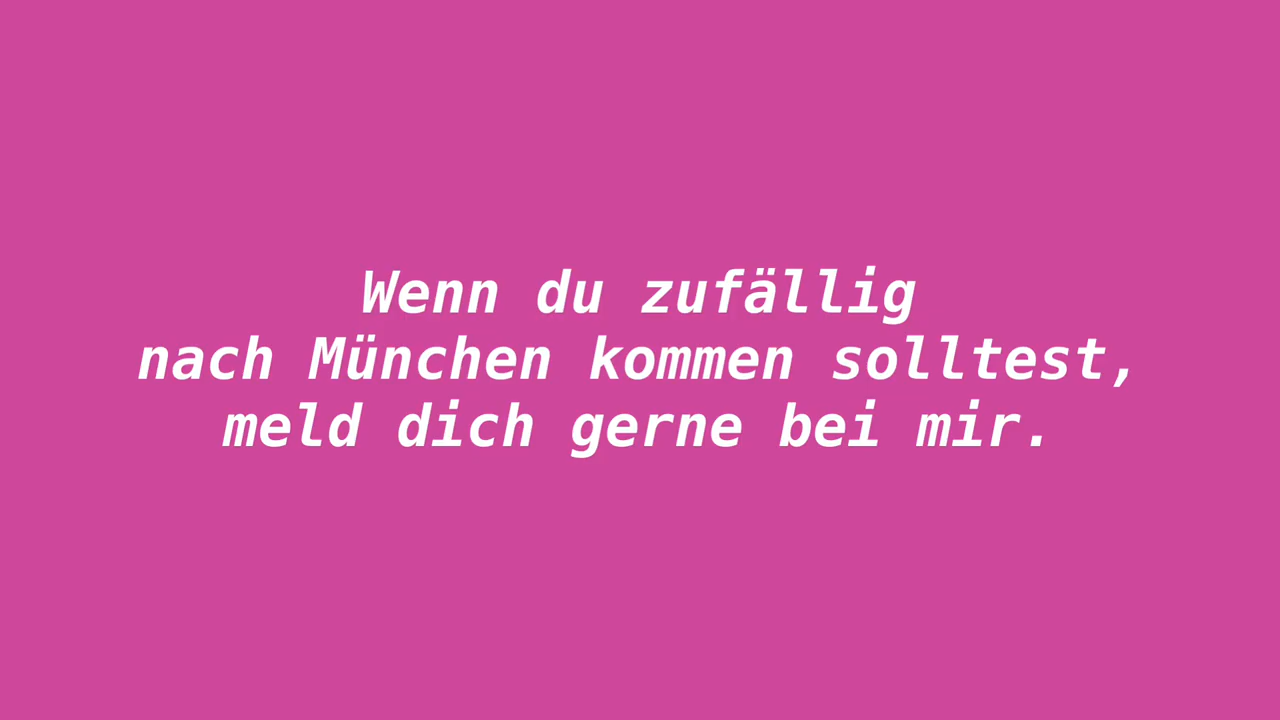 Wenn du zufällig
nach München kommen solltest,
meld dich gerne bei mir.